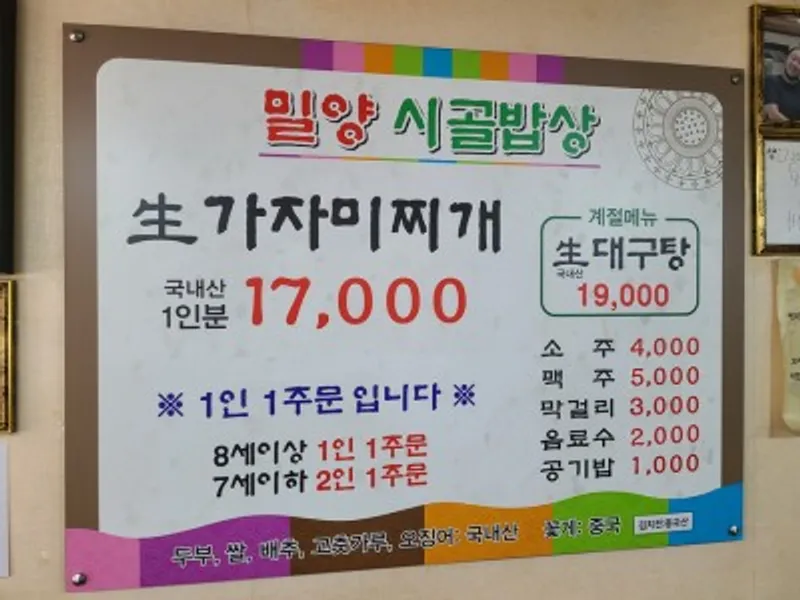 밀양 시골밥상
生가자미찌개
국내산
1인분 17,000
계절메뉴
生대구탕
국내산
19,000
※ 1인 1주문 입니다 ※
8세이상 1인 1주문
7세이하 2인 1주문
소 주 4,000
맥 주 5,000
막걸리 3,000
음료수 2,000
공기밥 1,000
두부, 쌀, 배추, 고춧가루, 오징어: 국내산 꽃게: 중국